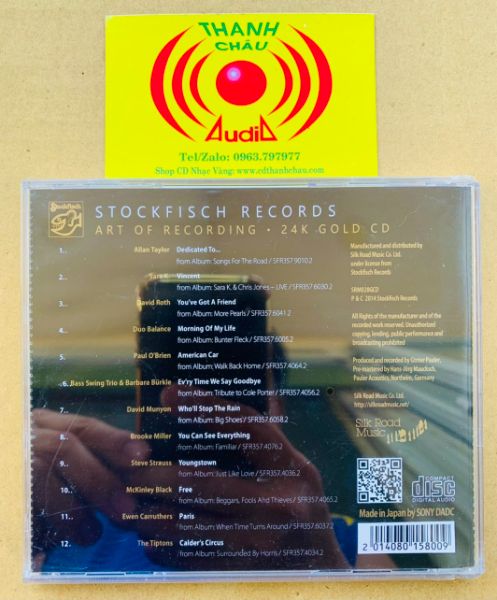 THANH
CHÂU
AudiO
Tel/Zalo: 0963.797977
Shop CD Nhạc Vàng: www.cdthanhchau.com
Stockfisch
STOCKFISCH RECORDS
ART OF RECORDING · 24K GOLD CD
1.. Allan Taylor Dedicated To...
from Album: Songs For The Road / SFR357.9010.2
2.. Sara K. Vincent
from Album: Sara K. & Chris Jones – LIVE / SFR357.6030.2
3.. David Roth You've Got A Friend
from Album: More Pearls / SFR357.6041.2
4.. Duo Balance Morning Of My Life
from Album: Bunter Fleck / SFR357.6005.2
5.. Paul O'Brien American Car
from Album: Walk Back Home / SFR357.4064.2
6.. Bass Swing Trio & Barbara Bürkle Ev'ry Time We Say Goodbye
from Album: Tribute to Cole Porter / SFR357.4056.2
7.. David Munyon Who'll Stop The Rain
from Album: Big Shoes / SFR357.6058.2
8.. Brooke Miller You Can See Everything
from Album: Familiar / SFR357.4076.2
9.. Steve Strauss Youngstown
from Album: Just Like Love / SFR357.4036.2
10.. McKinley Black Free
from Album: Beggars, Fools And Thieves / SFR357.4065.2
11.. Ewen Carruthers Paris
from Album: When Time Turns Around / SFR357.6037.2
12.. The Tiptons Calder's Circus
from Album: Surrounded By Horns / SFR357.4034.2
Manufactured and distributed by
Silk Road Music Co. Ltd.
under license from
Stockfisch Records
SRM028GCD
P & C 2014 Stockfisch Records
All Rights of the manufacturer and of the
recorded work reserved. Unauthorized
copying, lending, public performance and
broadcasting prohibited
Produced and recorded by Günter Pauler,
Pre-mastered by Hans-Jörg Maucksch,
Pauler Acoustics, Northeim, Germany
Silk Road Music Co. Ltd.
http://silkroadmusic.net/
Silk Road
Music
COMPACT
disc
DIGITAL AUDIO
Made in Japan by SONY DADC
2 014080 158009